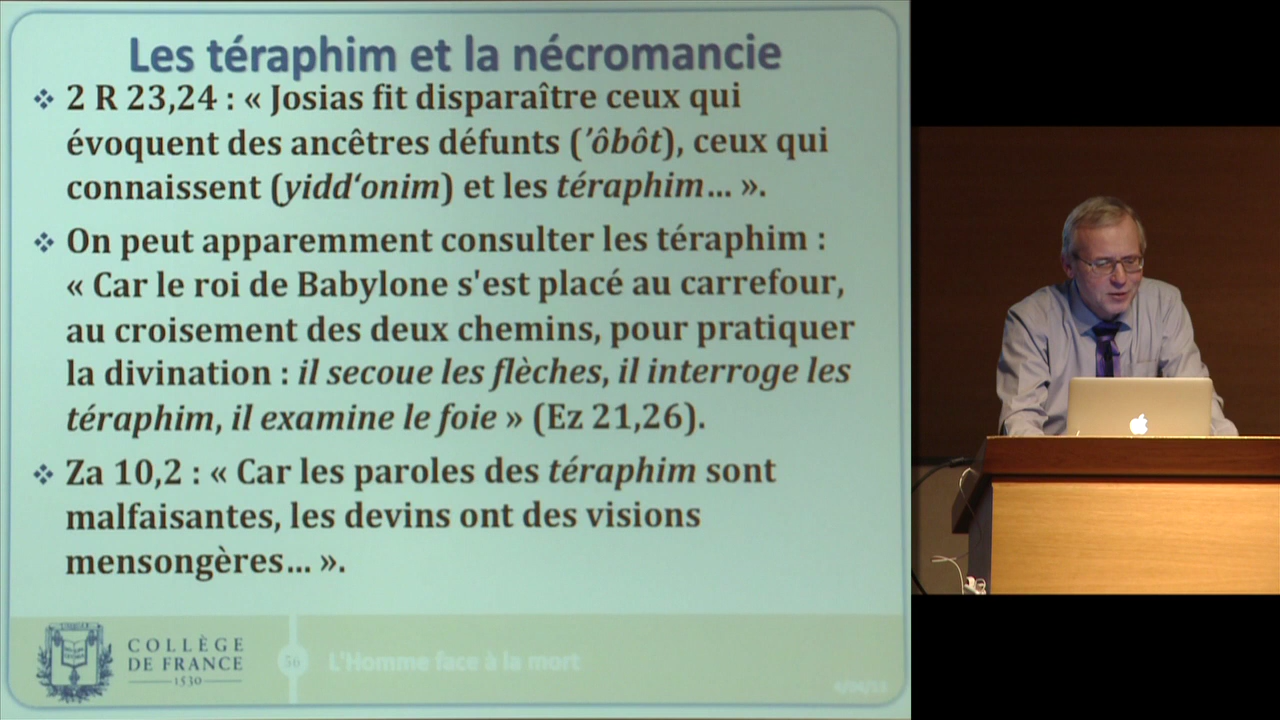 Les téraphim et la nécromancie
❖ 2 R 23,24 : « Josias fit disparaître ceux qui
évoquent des ancêtres défunts (’ôbôt), ceux qui
connaissent (yidd‘onim) et les téraphim… ».
❖ On peut apparemment consulter les téraphim :
« Car le roi de Babylone s'est placé au carrefour,
au croisement des deux chemins, pour pratiquer
la divination : il secoue les flèches, il interroge les
téraphim, il examine le foie » (Ez 21,26).
❖ Za 10,2 : « Car les paroles des téraphim sont
malfaisantes, les devins ont des visions
mensongères… ».
COLLÈGE
DE FRANCE
1530
56
L'Homme face à la mort